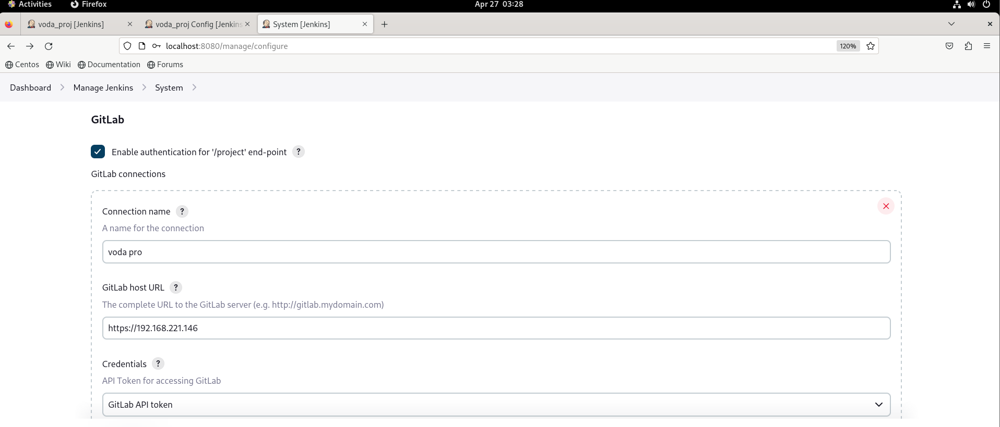 Activities Firefox Apr 27 03:28
voda_proj [Jenkins] voda_proj Config [Jenkins System [Jenkins]
localhost:8080/manage/configure 120%
Centos Wiki Documentation Forums
Dashboard Manage Jenkins System
GitLab
Enable authentication for '/project' end-point ?
GitLab connections
Connection name ?
A name for the connection
voda pro
GitLab host URL ?
The complete URL to the GitLab server (e.g. http://gitlab.mydomain.com)
https://192.168.221.146
Credentials ?
API Token for accessing GitLab
GitLab API token